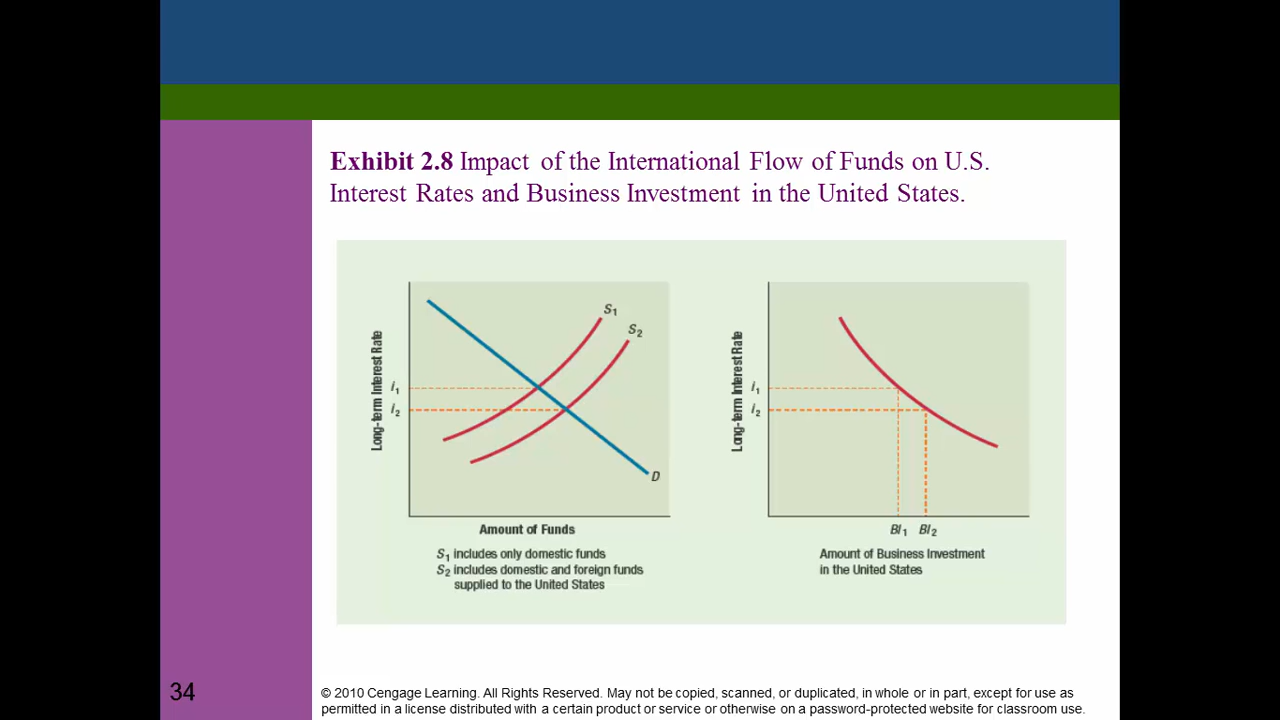 Exhibit 2.8 Impact of the International Flow of Funds on U.S.
Interest Rates and Business Investment in the United States.
Long-term Interest Rate
S1
S2
i1
i2
D
Amount of Funds
S1 includes only domestic funds
S2 includes domestic and foreign funds
supplied to the United States
Long-term Interest Rate
i1
i2
BI1 BI2
Amount of Business Investment
in the United States
34
© 2010 Cengage Learning. All Rights Reserved. May not be copied, scanned, or duplicated, in whole or in part, except for use as
permitted in a license distributed with a certain product or service or otherwise on a password-protected website for classroom use.